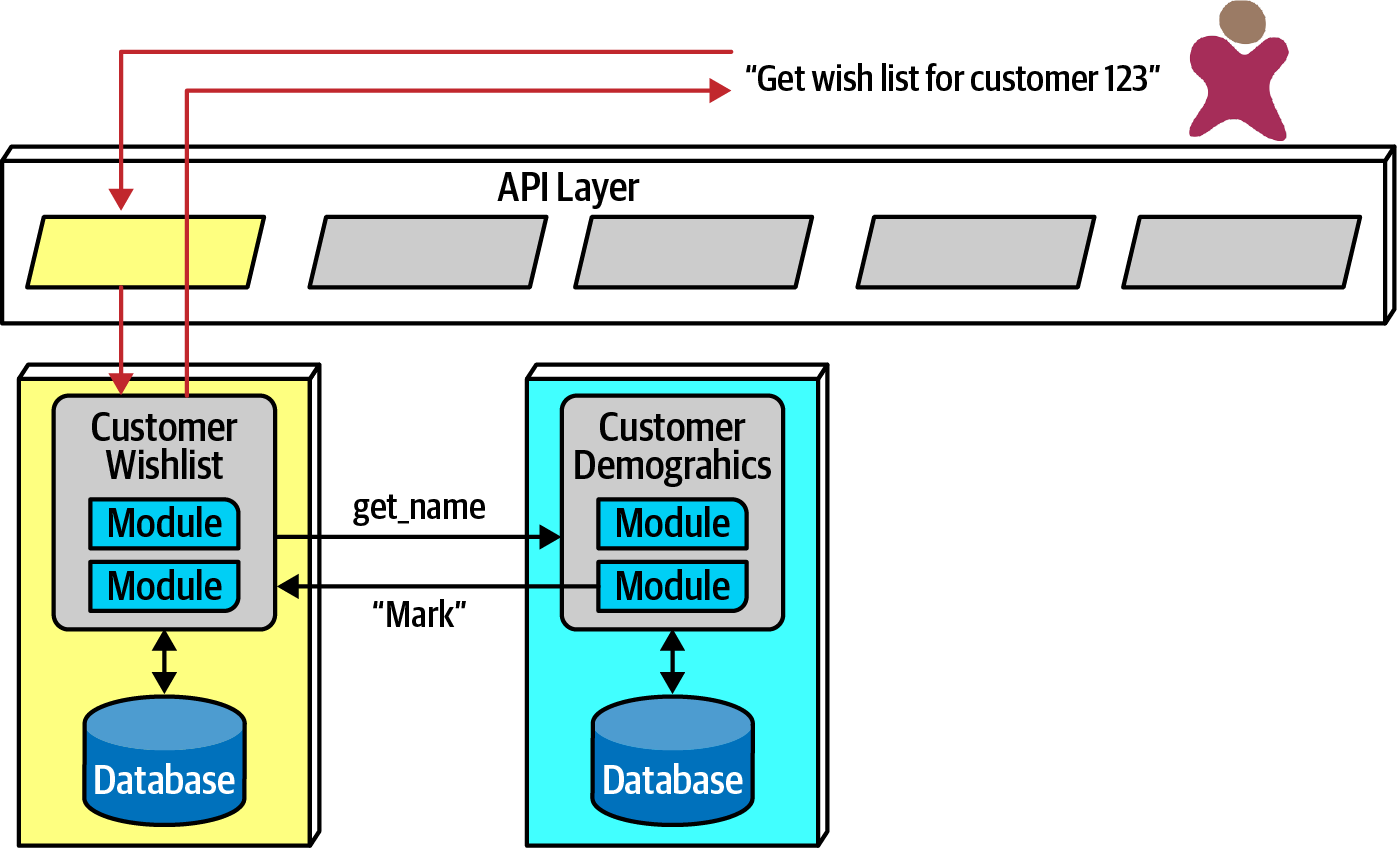 “Get wish list for customer 123”
API Layer
Customer
Wishlist
Module
Module
Database
get_name
“Mark”
Customer
Demograhics
Module
Module
Database